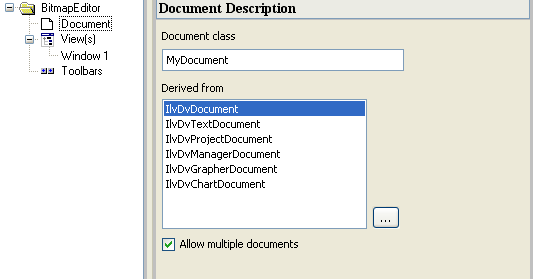 BitmapEditor
Document
View(s)
Window 1
Toolbars
Document Description
Document class
MyDocument
Derived from
IlvDvDocument
IlvDvTextDocument
IlvDvProjectDocument
IlvDvManagerDocument
IlvDvGrapherDocument
IlvDvChartDocument
...
Allow multiple documents